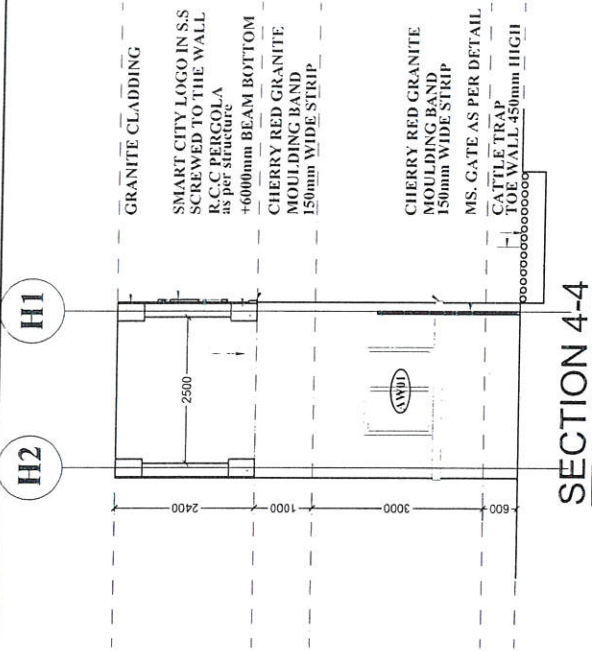 H2
H1
GRANITE CLADDING
SMART CITY LOGO IN S.S
SCREWED TO THE WALL
R.C.C PERGOLA
as per structure
+6000mm BEAM BOTTOM
CHERRY RED GRANITE
MOULDING BAND
150mm WIDE STRIP
CHERRY RED GRANITE
MOULDING BAND
150mm WIDE STRIP
MS. GATE AS PER DETAIL
CATTLE TRAP
TOE WALL 450mm HIGH
2500
AW01
2400
1000
3000
600
SECTION 4-4